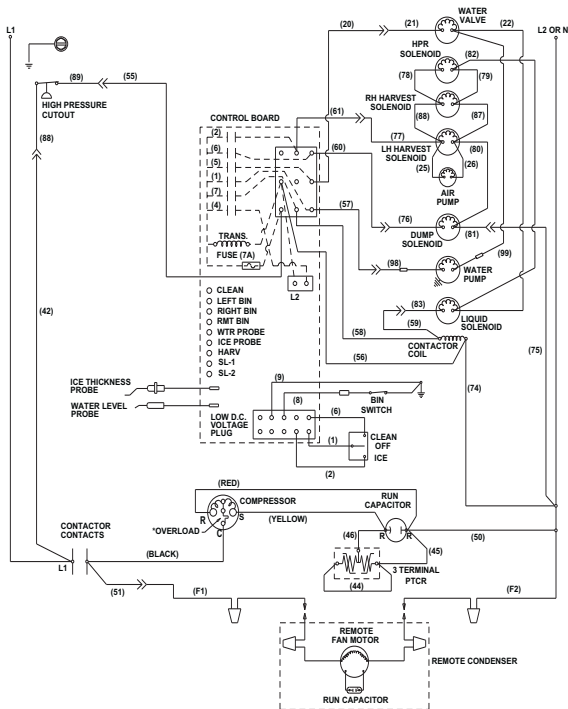 L1
L2 OR N
(20)
(21)
WATER
VALVE
(22)
HPR
SOLENOID
(82)
(78)
(79)
(89)
(55)
HIGH PRESSURE
CUTOUT
(88)
CONTROL BOARD
(61)
RH HARVEST
SOLENOID
(88)
(87)
(77)
LH HARVEST
SOLENOID
(80)
(25)
(26)
AIR
PUMP
(2)
(6)
(5)
(1)
(7)
(4)
(60)
(57)
(76)
DUMP
SOLENOID
(81)
(99)
TRANS.
FUSE (7A)
(98)
WATER
PUMP
L2
CLEAN
LEFT BIN
RIGHT BIN
RMT BIN
WTR PROBE
ICE PROBE
HARV
SL-1
SL-2
(42)
(83)
(59)
LIQUID
SOLENOID
(58)
CONTACTOR
COIL
(56)
(75)
(74)
ICE THICKNESS
PROBE
WATER LEVEL
PROBE
(9)
(8)
BIN
SWITCH
LOW D.C.
VOLTAGE
PLUG
(6)
(1)
CLEAN
OFF
ICE
(2)
(RED)
COMPRESSOR
R
S
C
*OVERLOAD
(YELLOW)
RUN
CAPACITOR
R
R
(50)
CONTACTOR
CONTACTS
(BLACK)
L1
(46)
(45)
3 TERMINAL
PTCR
(44)
(51)
(F1)
(F2)
REMOTE
FAN MOTOR
REMOTE CONDENSER
RUN CAPACITOR